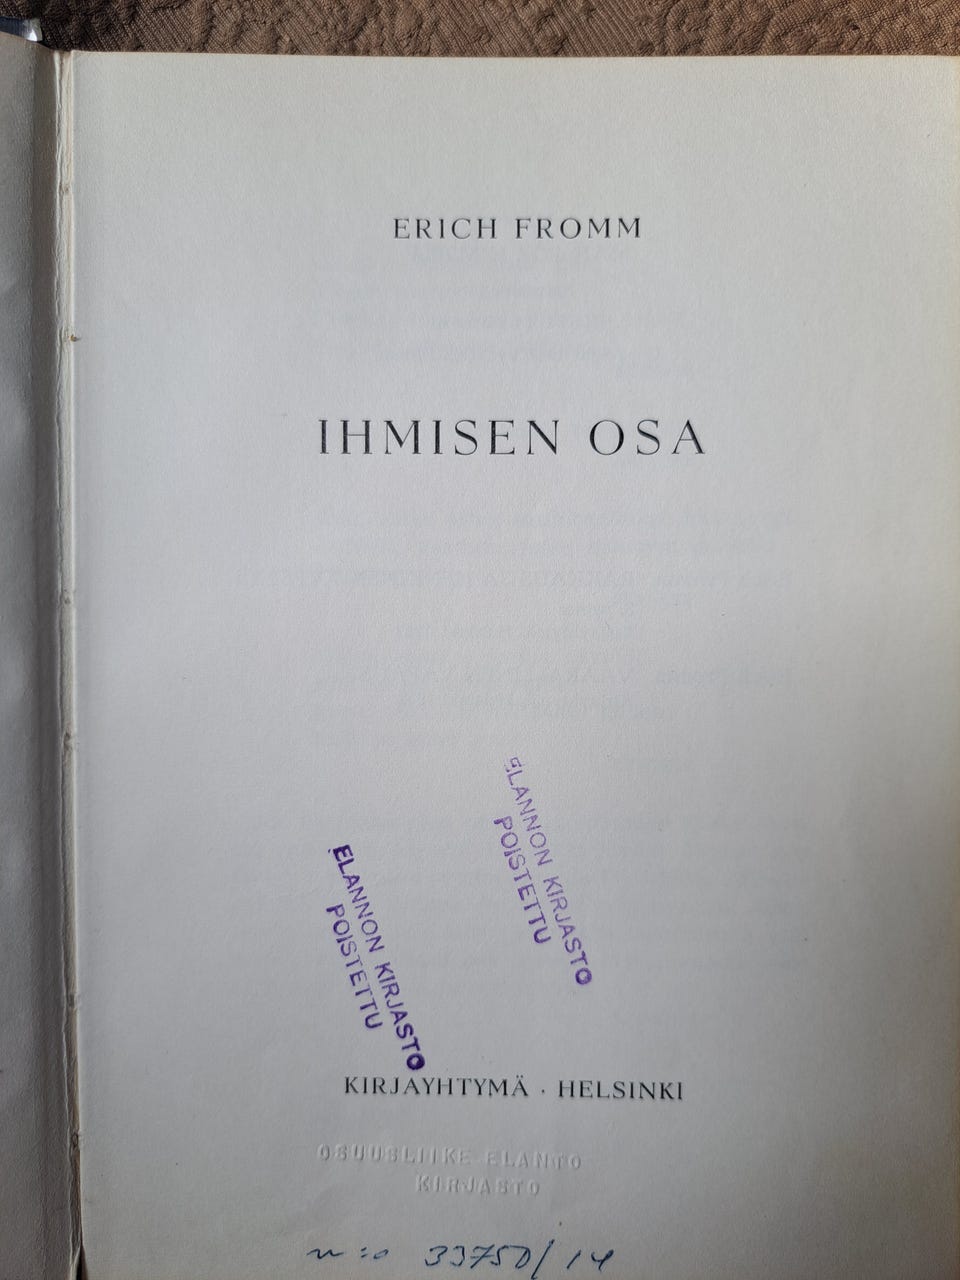 ERICH FROMM
IHMISEN OSA
ELANNON KIRJASTO
POISTETTU
ELANNON KIRJASTO
POISTETTU
KIRJAYHTYMÄ · HELSINKI
OSUUSLIIKE ELANTO
KIRJASTO
n:o 33750/14